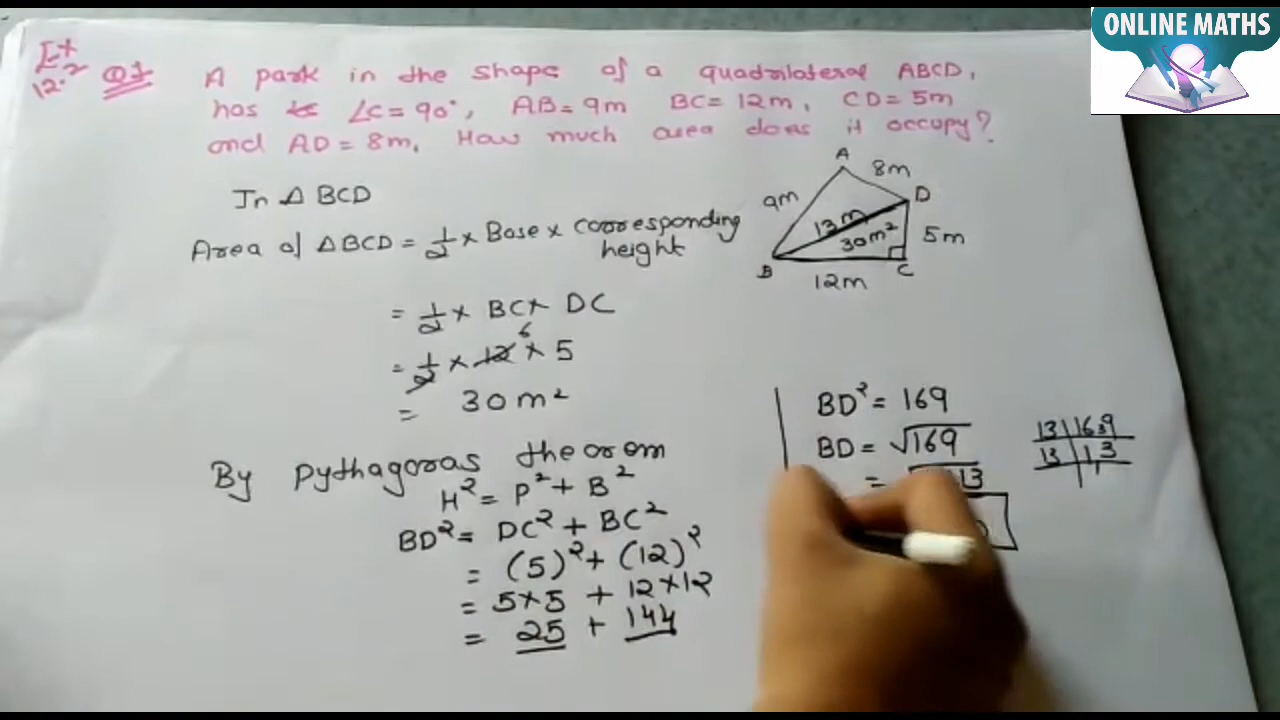 ONLINE MATHS
Ex
12.2
Q1
A park in the shape of a quadrilateral ABCD,
has ∠C = 90°, AB = 9m BC = 12m, CD = 5m
and AD = 8m, How much area does it occupy?
In △ BCD
Area of △BCD = 1/2 × Base × corresponding
height
= 1/2 × BC × DC
6
= 1/2 × 12 × 5
= 30 m²
By Pythagoras theorom
H² = P² + B²
BD² = DC² + BC²
= (5)² + (12)²
= 5×5 + 12×12
= 25 + 144
A
8m
9m
D
13m
30m²
5m
B
C
12m
BD² = 169
BD = √169
= 13
13 169
13 13
1